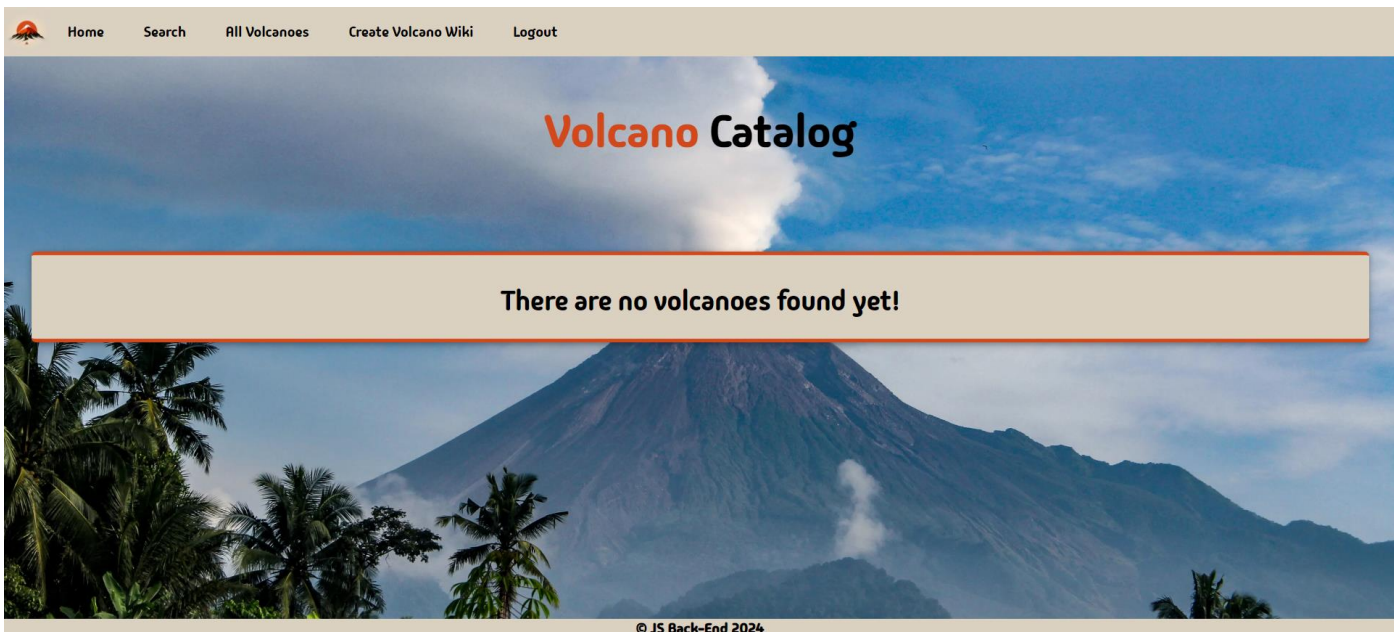 Home Search All Volcanoes Create Volcano Wiki Logout
Volcano Catalog
There are no volcanoes found yet!
© JS Back-End 2024